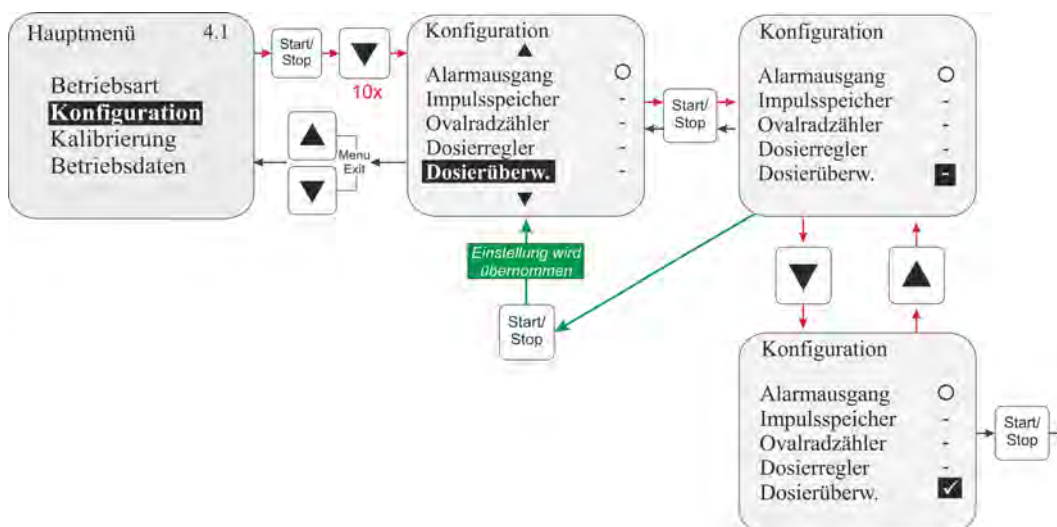 Hauptmenü 4.1
Betriebsart
Konfiguration
Kalibrierung
Betriebsdaten
Start/
Stop
10x
Menu
Exit
Konfiguration
Alarmausgang
Impulsspeicher -
Ovalradzähler -
Dosierregler -
Dosierüberw. -
Start/
Stop
Konfiguration
Alarmausgang
Impulsspeicher -
Ovalradzähler -
Dosierregler -
Dosierüberw. -
Einstellung wird
übernommen
Start/
Stop
Konfiguration
Alarmausgang
Impulsspeicher -
Ovalradzähler -
Dosierregler -
Dosierüberw. ✓
Start/
Stop